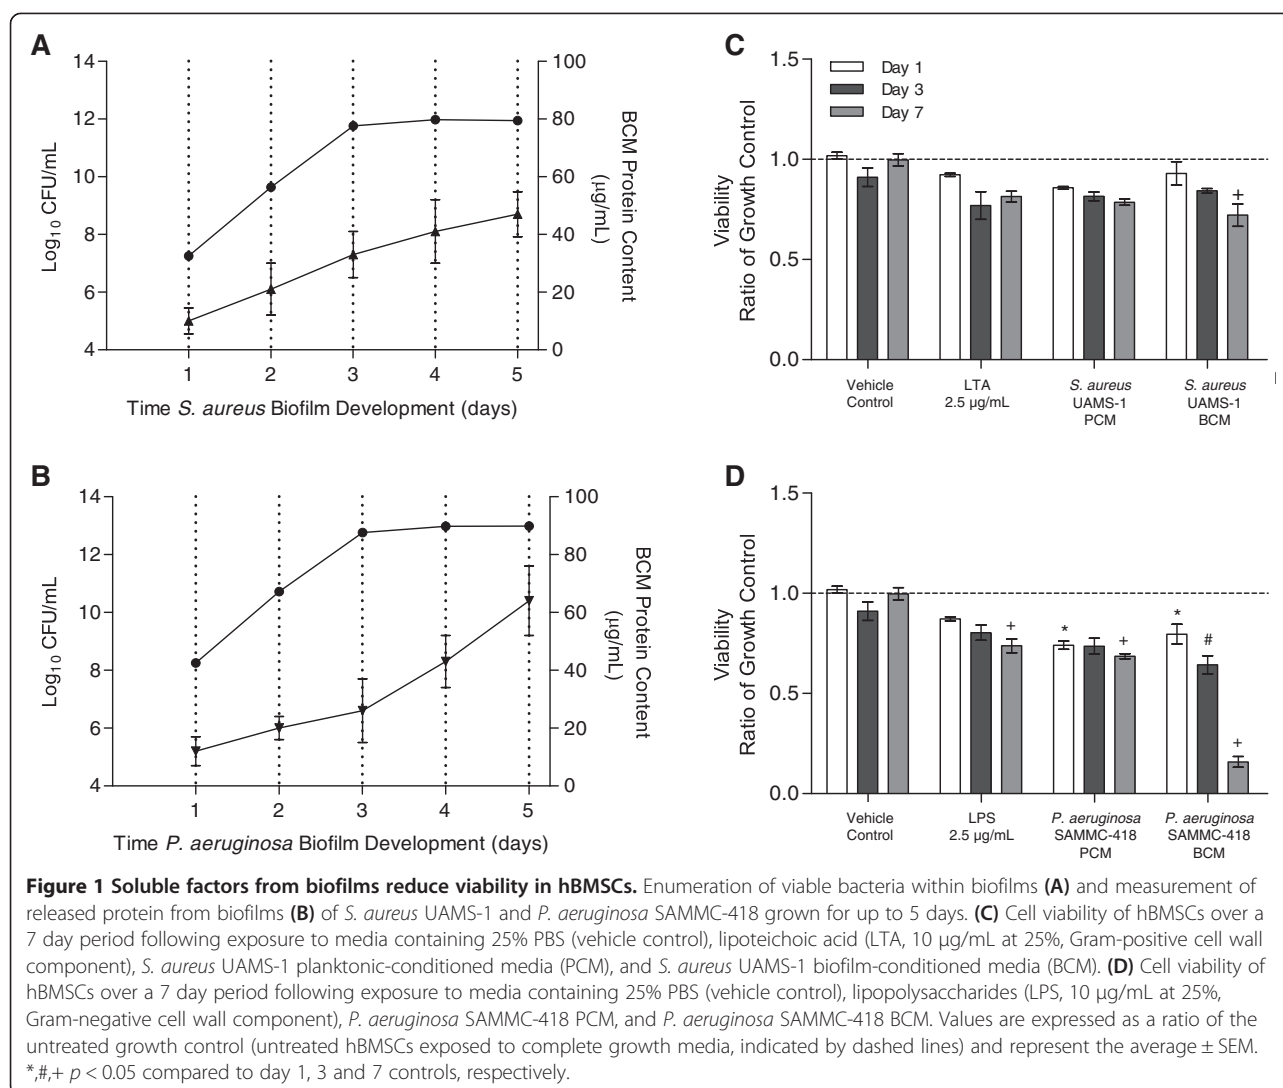 A
14
12
10
8
6
4
Log10 CFU/mL
100
80
60
40
20
0
BCM Protein Content
(µg/mL)
1 2 3 4 5
Time S. aureus Biofilm Development (days)
C
1.5
1.0
0.5
0.0
Viability
Ratio of Growth Control
Day 1
Day 3
Day 7
+
Vehicle
Control
LTA
2.5 µg/mL
S. aureus
UAMS-1
PCM
S. aureus
UAMS-1
BCM
B
14
12
10
8
6
4
Log10 CFU/mL
100
80
60
40
20
0
BCM Protein Content
(µg/mL)
1 2 3 4 5
Time P. aeruginosa Biofilm Development (days)
D
1.5
1.0
0.5
0.0
Viability
Ratio of Growth Control
+
* +
* # +
Vehicle
Control
LPS
2.5 µg/mL
P. aeruginosa
SAMMC-418
PCM
P. aeruginosa
SAMMC-418
BCM
Figure 1 Soluble factors from biofilms reduce viability in hBMSCs. Enumeration of viable bacteria within biofilms (A) and measurement of
released protein from biofilms (B) of S. aureus UAMS-1 and P. aeruginosa SAMMC-418 grown for up to 5 days. (C) Cell viability of hBMSCs over a
7 day period following exposure to media containing 25% PBS (vehicle control), lipoteichoic acid (LTA, 10 µg/mL at 25%, Gram-positive cell wall
component), S. aureus UAMS-1 planktonic-conditioned media (PCM), and S. aureus UAMS-1 biofilm-conditioned media (BCM). (D) Cell viability of
hBMSCs over a 7 day period following exposure to media containing 25% PBS (vehicle control), lipopolysaccharides (LPS, 10 µg/mL at 25%,
Gram-negative cell wall component), P. aeruginosa SAMMC-418 PCM, and P. aeruginosa SAMMC-418 BCM. Values are expressed as a ratio of the
untreated growth control (untreated hBMSCs exposed to complete growth media, indicated by dashed lines) and represent the average ± SEM.
*,#,+ p < 0.05 compared to day 1, 3 and 7 controls, respectively.